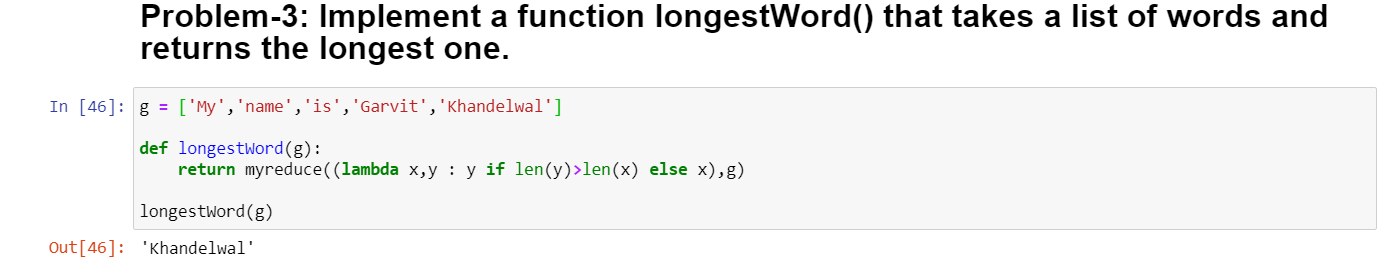 Problem-3: Implement a function longestWord() that takes a list of words and
returns the longest one.
In [46]: g = ['My','name','is','Garvit','Khandelwal']
def longestWord(g):
    return myreduce((lambda x,y : y if len(y)>len(x) else x),g)
longestWord(g)
Out[46]: 'Khandelwal'